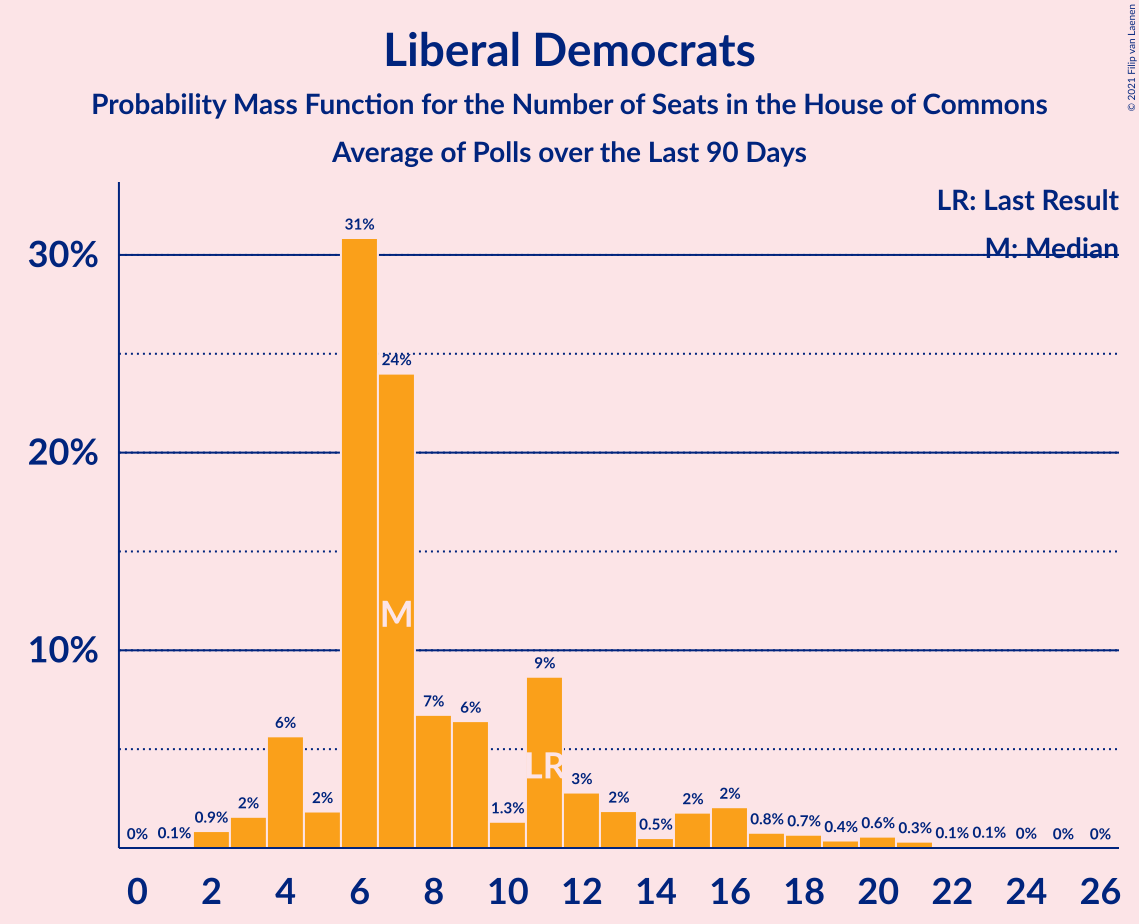 Liberal Democrats
Probability Mass Function for the Number of Seats in the House of Commons
Average of Polls over the Last 90 Days
© 2021 Filip van Laenen
LR: Last Result
M: Median
30%
20%
10%
0% 0.1% 0.9% 2% 6% 2% 31% 24% 7% 6% 1.3% 9% 3% 2% 0.5% 2% 2% 0.8% 0.7% 0.4% 0.6% 0.3% 0.1% 0.1% 0% 0% 0%
M
LR
0 2 4 6 8 10 12 14 16 18 20 22 24 26